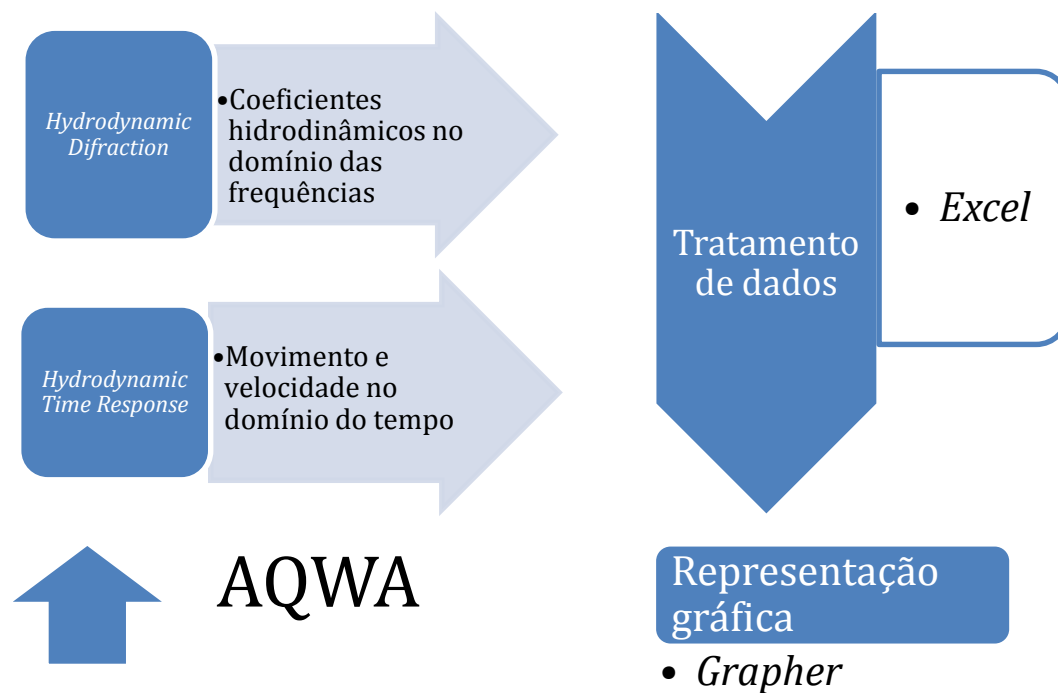 Hydrodynamic
Difraction
•Coeficientes
hidrodinâmicos no
domínio das
frequências
Hydrodynamic
Time Response
•Movimento e
velocidade no
domínio do tempo
AQWA
Tratamento
de dados
• Excel
Representação
gráfica
• Grapher